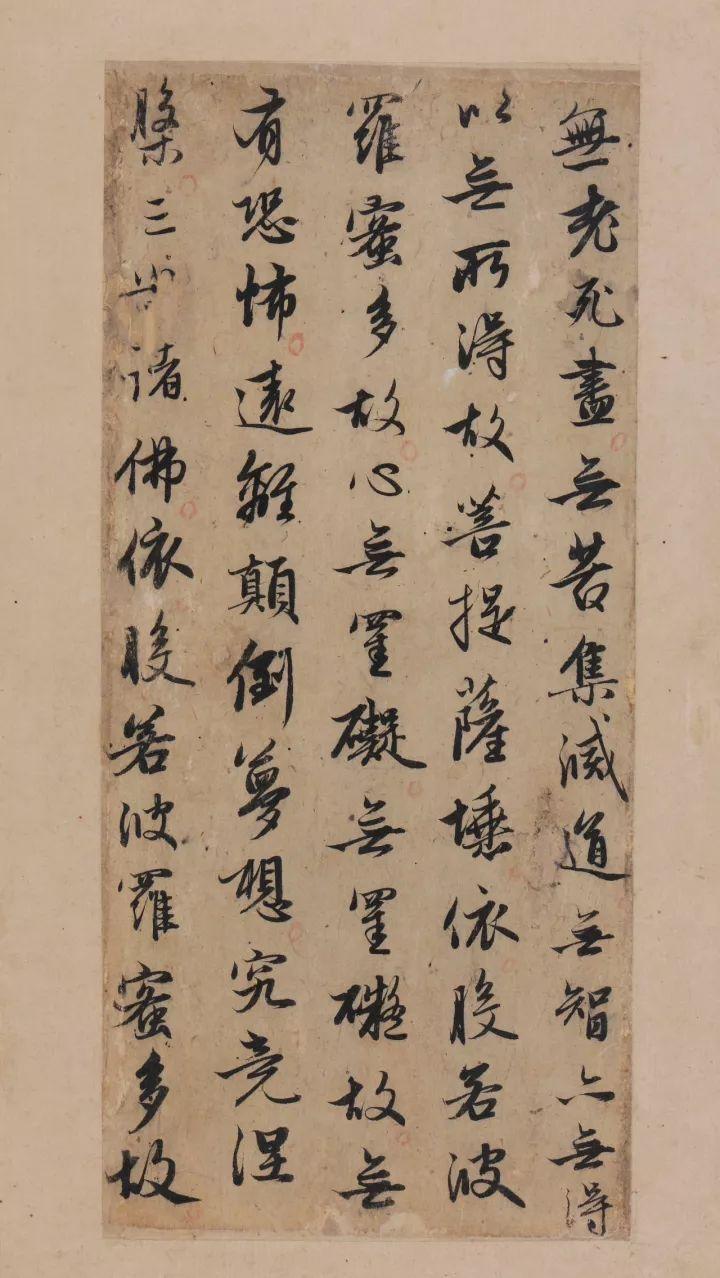 無老死盡無苦集滅道無智亦無得
以無所得故菩提薩埵依般若波
羅蜜多故心無罣礙無罣礙故無
有恐怖遠離顛倒夢想究竟涅
槃三世諸佛依般若波羅蜜多故